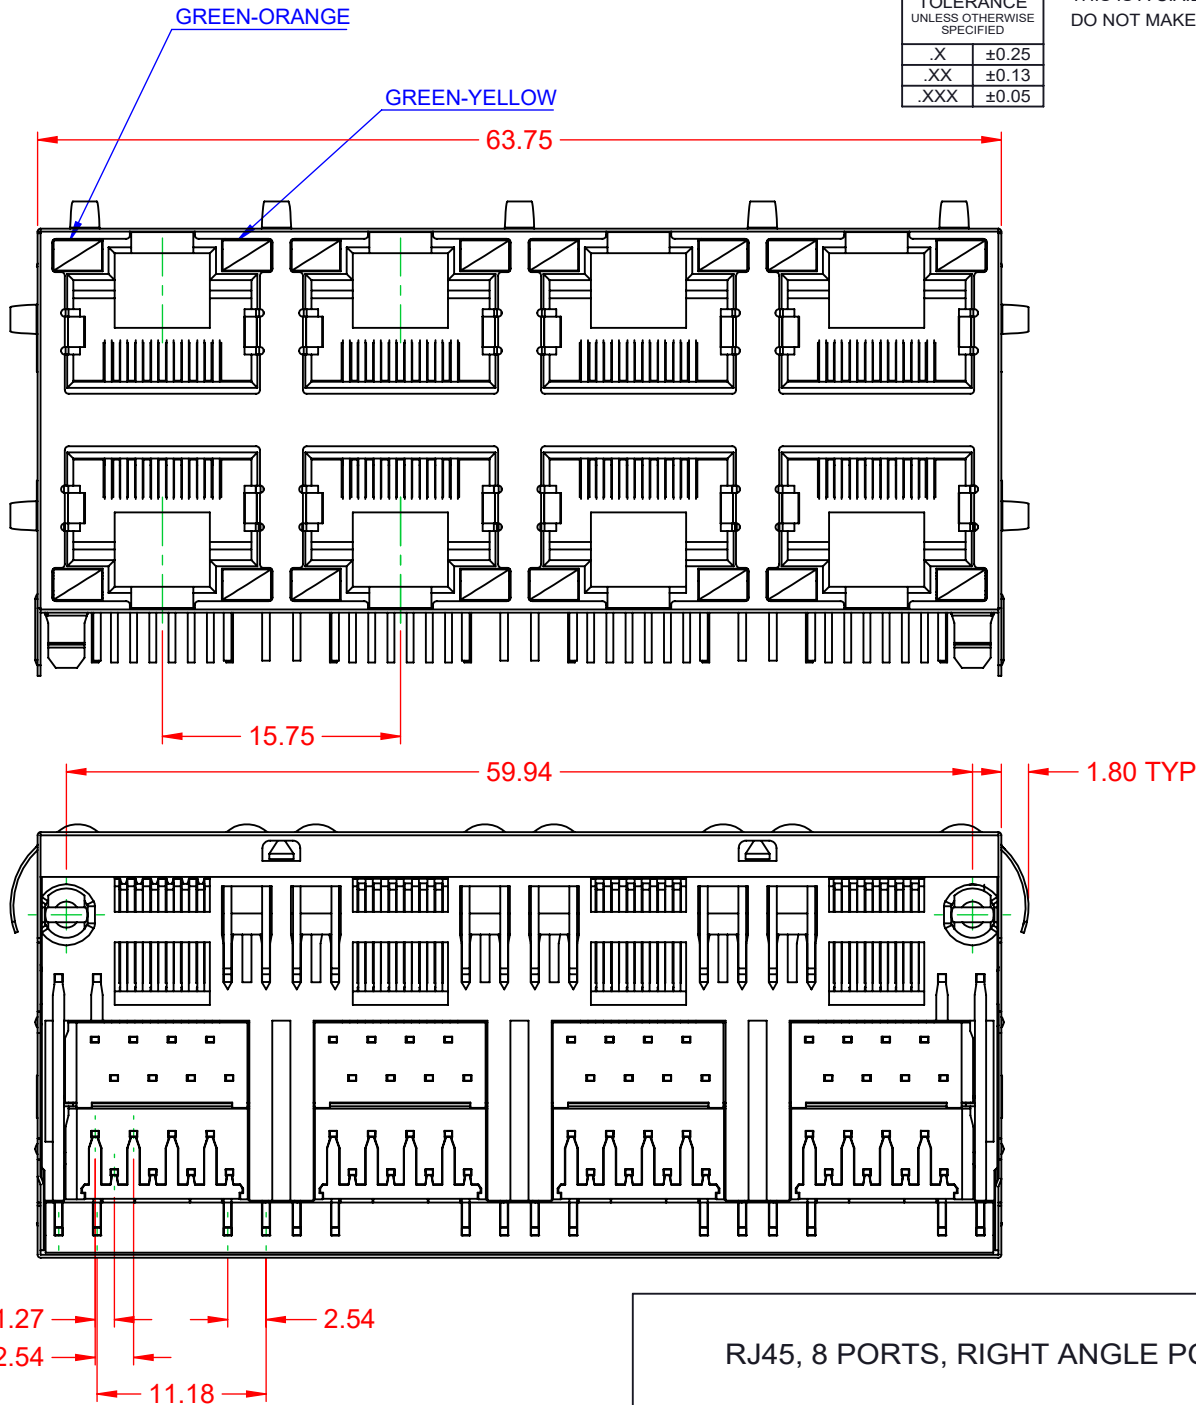 GREEN-ORANGE
TOLERANCE
UNLESS OTHERWISE
SPECIFIED
.X ±0.25
.XX ±0.13
.XXX ±0.05
DO NOT MAKE
GREEN-YELLOW
63.75
15.75
59.94
1.80 TYP
1.27
2.54
2.54
11.18
RJ45, 8 PORTS, RIGHT ANGLE